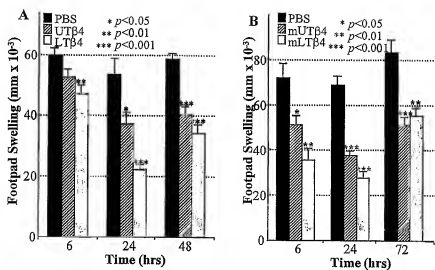 A
PBS
UTβ4
LTβ4
* p<0.05
** p<0.01
*** p<0.001
Footpad Swelling (mm x 10-3)
60
40
20
0
**
*
***
***
**
6
24
48
Time (hrs)
B
PBS
mUTβ4
mLTβ4
* p<0.05
** p<0.01
*** p<0.001
Footpad Swelling (mm x 10-3)
80
60
40
20
0
*
**
***
***
***
**
6
24
72
Time (hrs)